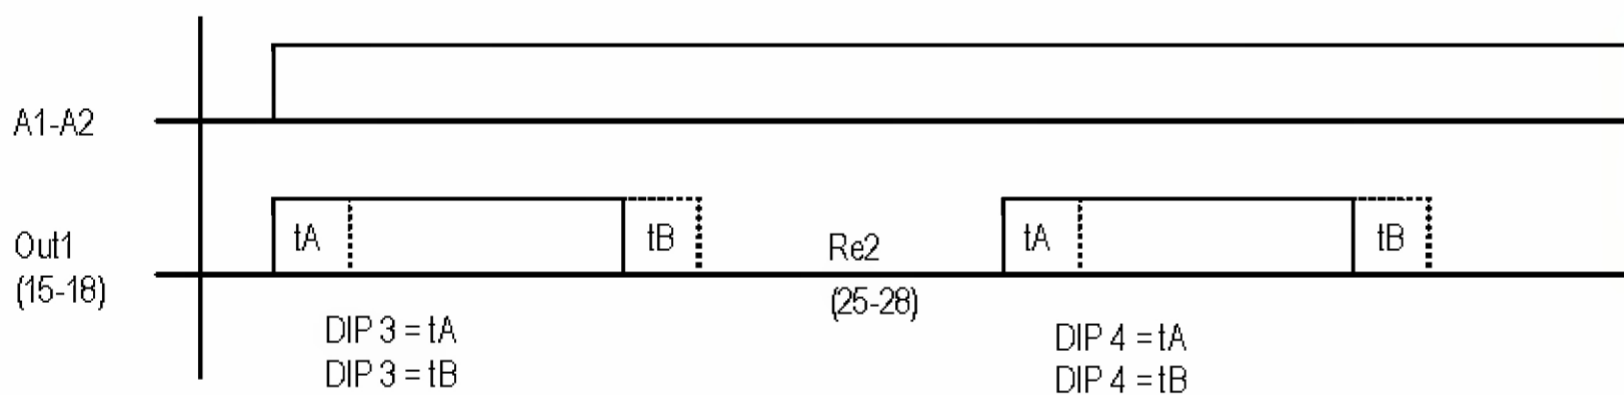 A1-A2
Out1
(15-18)
tA
tB
Re2
(25-28)
tA
tB
DIP 3 = tA
DIP 3 = tB
DIP 4 = tA
DIP 4 = tB